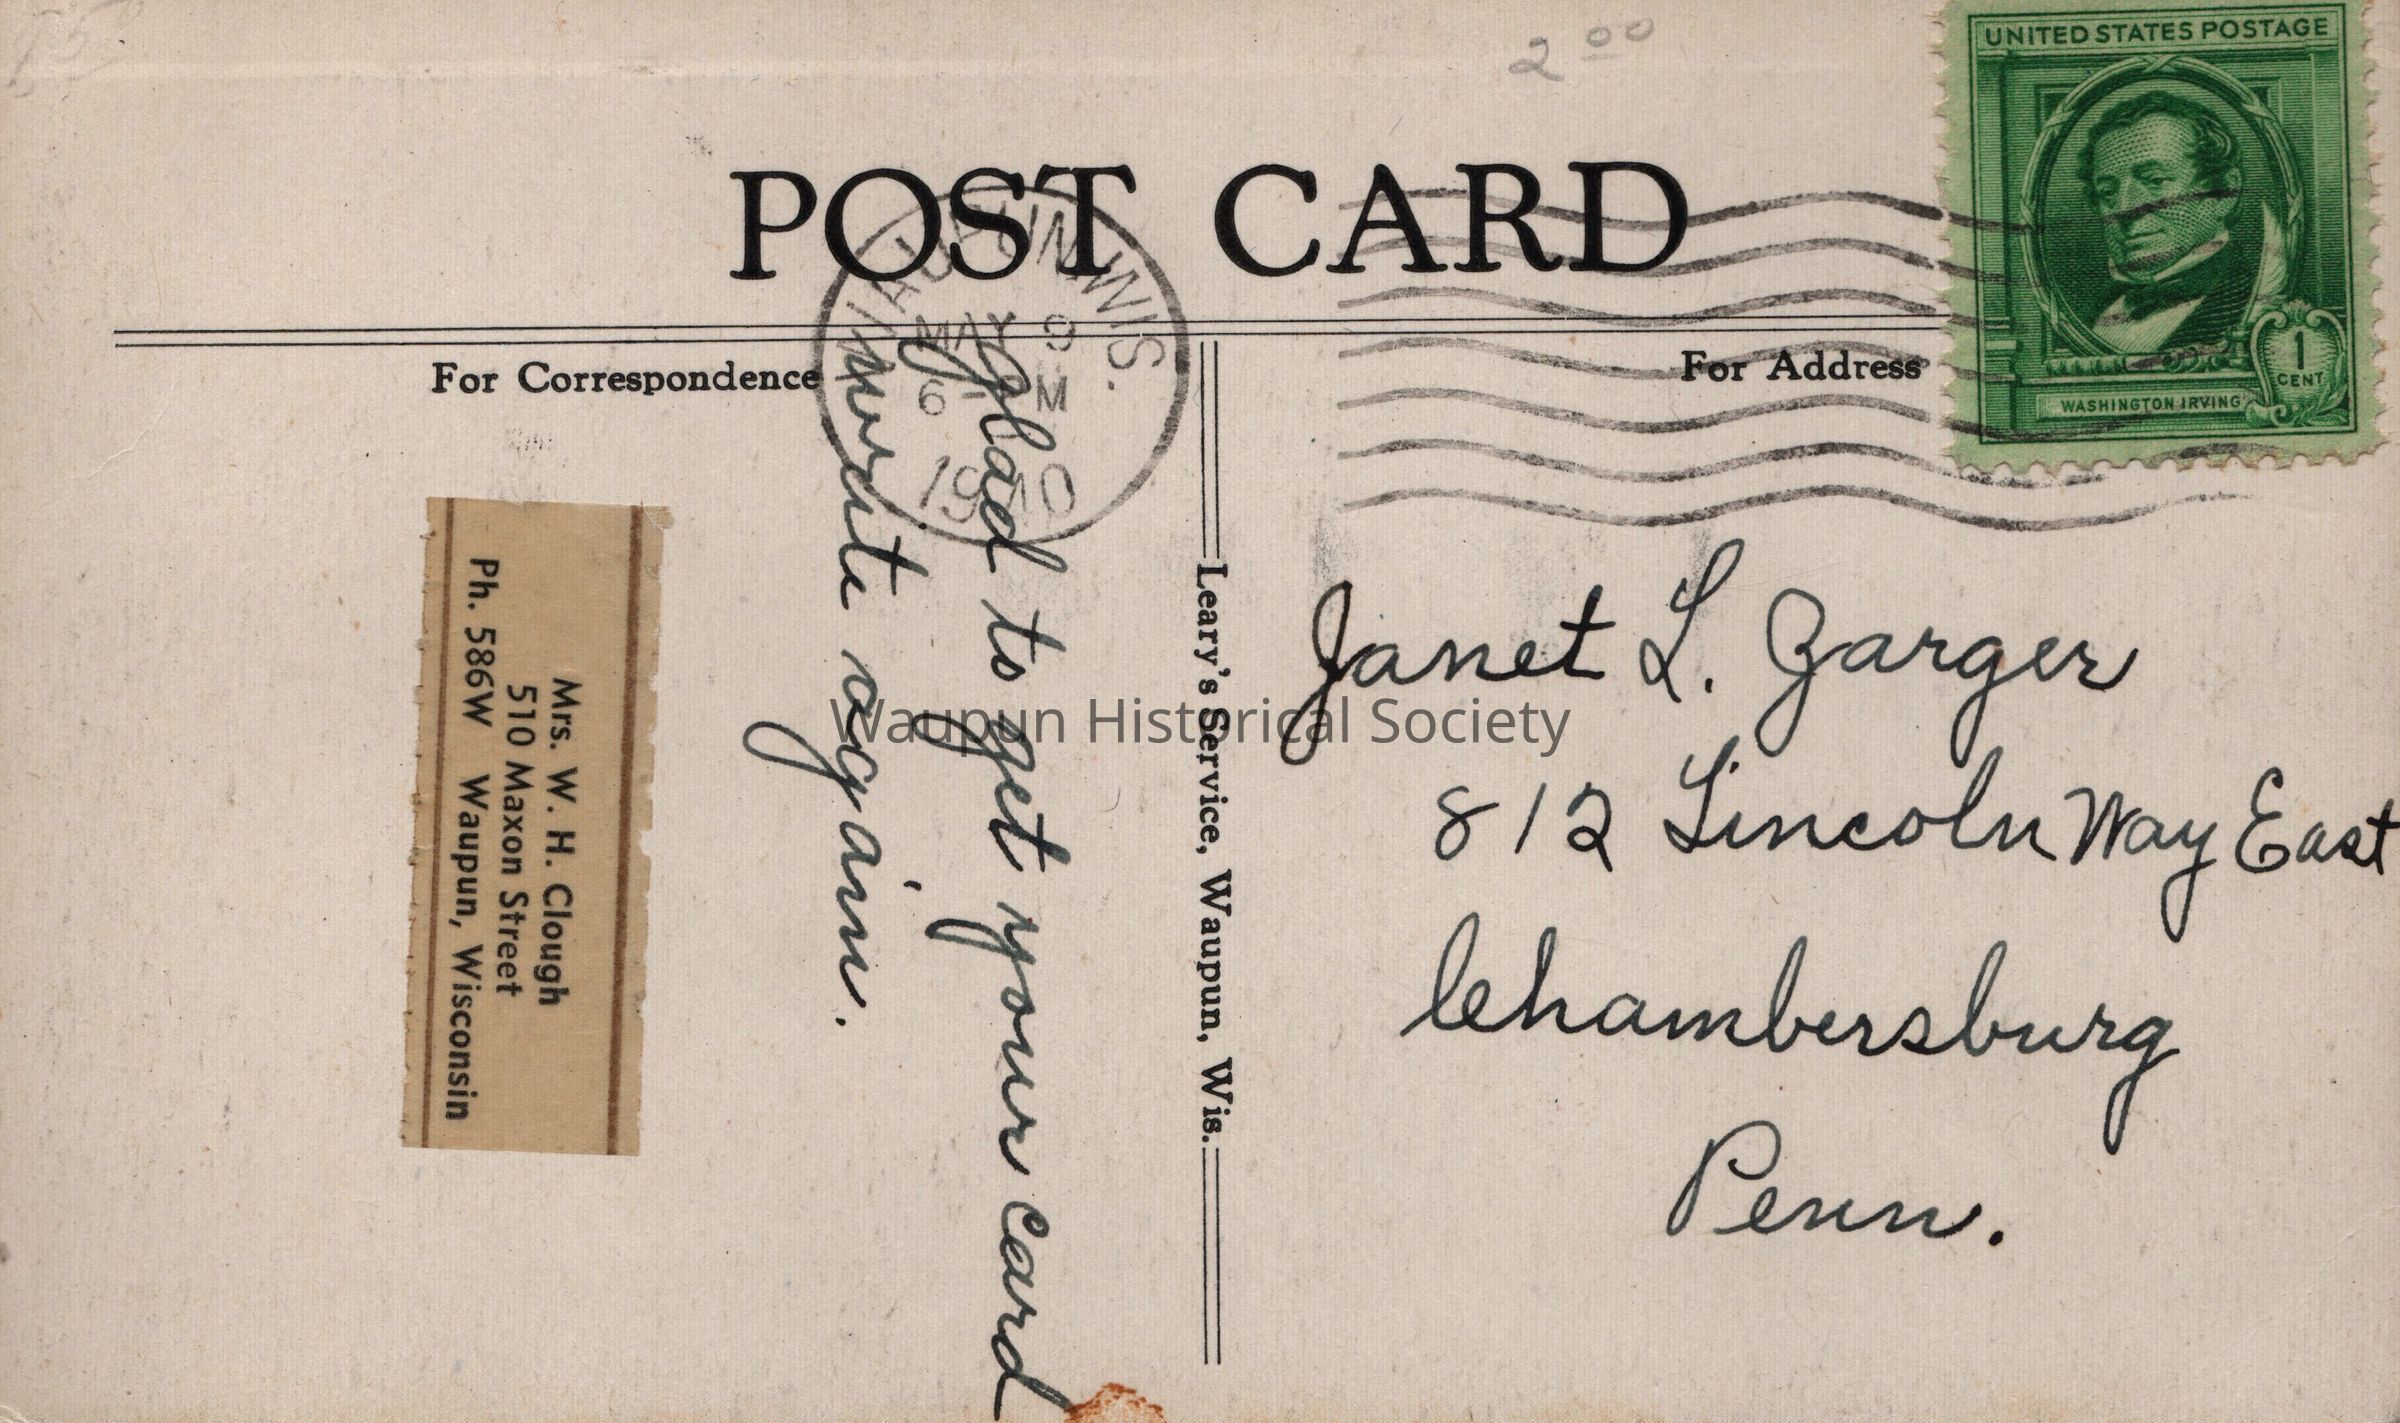 2 00
UNITED STATES POSTAGE
1
CENT
WASHINGTON IRVING
POST CARD
WAUPUN, WIS.
MAY 9
6 M
1940
For Correspondence
For Address
glad to get your card
write again.
Mrs. W. H. Clough
510 Maxon Street
Ph. 586W Waupun, Wisconsin
Leary's Service, Waupun, Wis.
Janet L. Zarger
812 Lincoln Way East
Chambersburg
Penn.
Waupun Historical Society